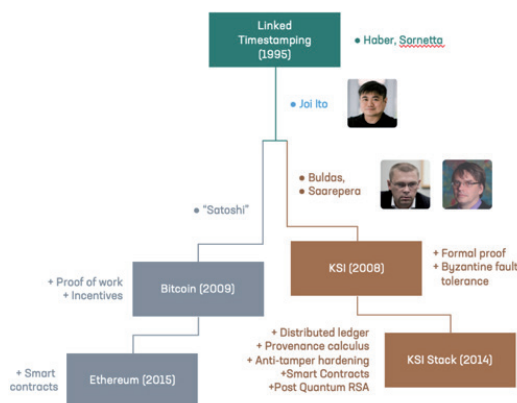 Linked
Timestamping
(1995)
• Haber, Sornetta
• Joi Ito
• Buldas,
• Saarepera
• "Satoshi"
+ Proof of work
+ Incentives
Bitcoin (2009)
KSI (2008)
+ Formal proof
+ Byzantine fault
tolerance
+ Smart
contracts
Ethereum (2015)
+ Distributed ledger
+ Provenance calculus
+ Anti-tamper hardening
+Smart Contracts
+Post Quantum RSA
KSI Stack (2014)